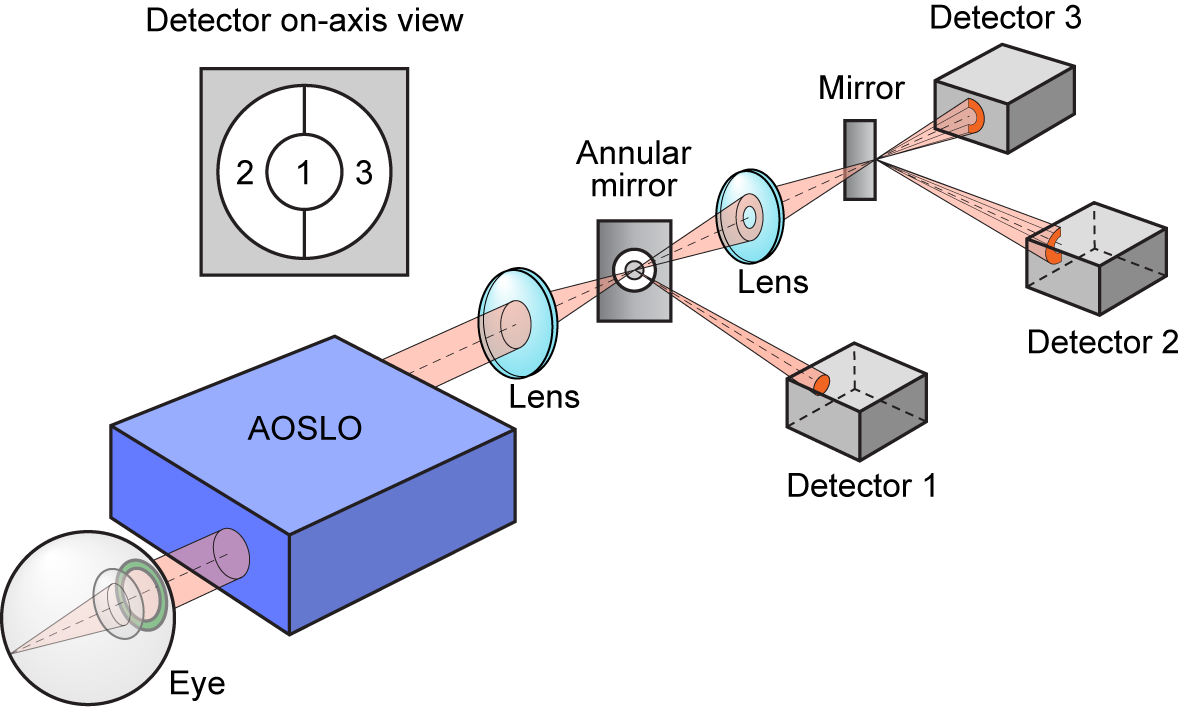 Detector on-axis view
2
1
3
Detector 3
Mirror
Annular
mirror
Lens
Detector 2
Lens
AOSLO
Detector 1
Eye